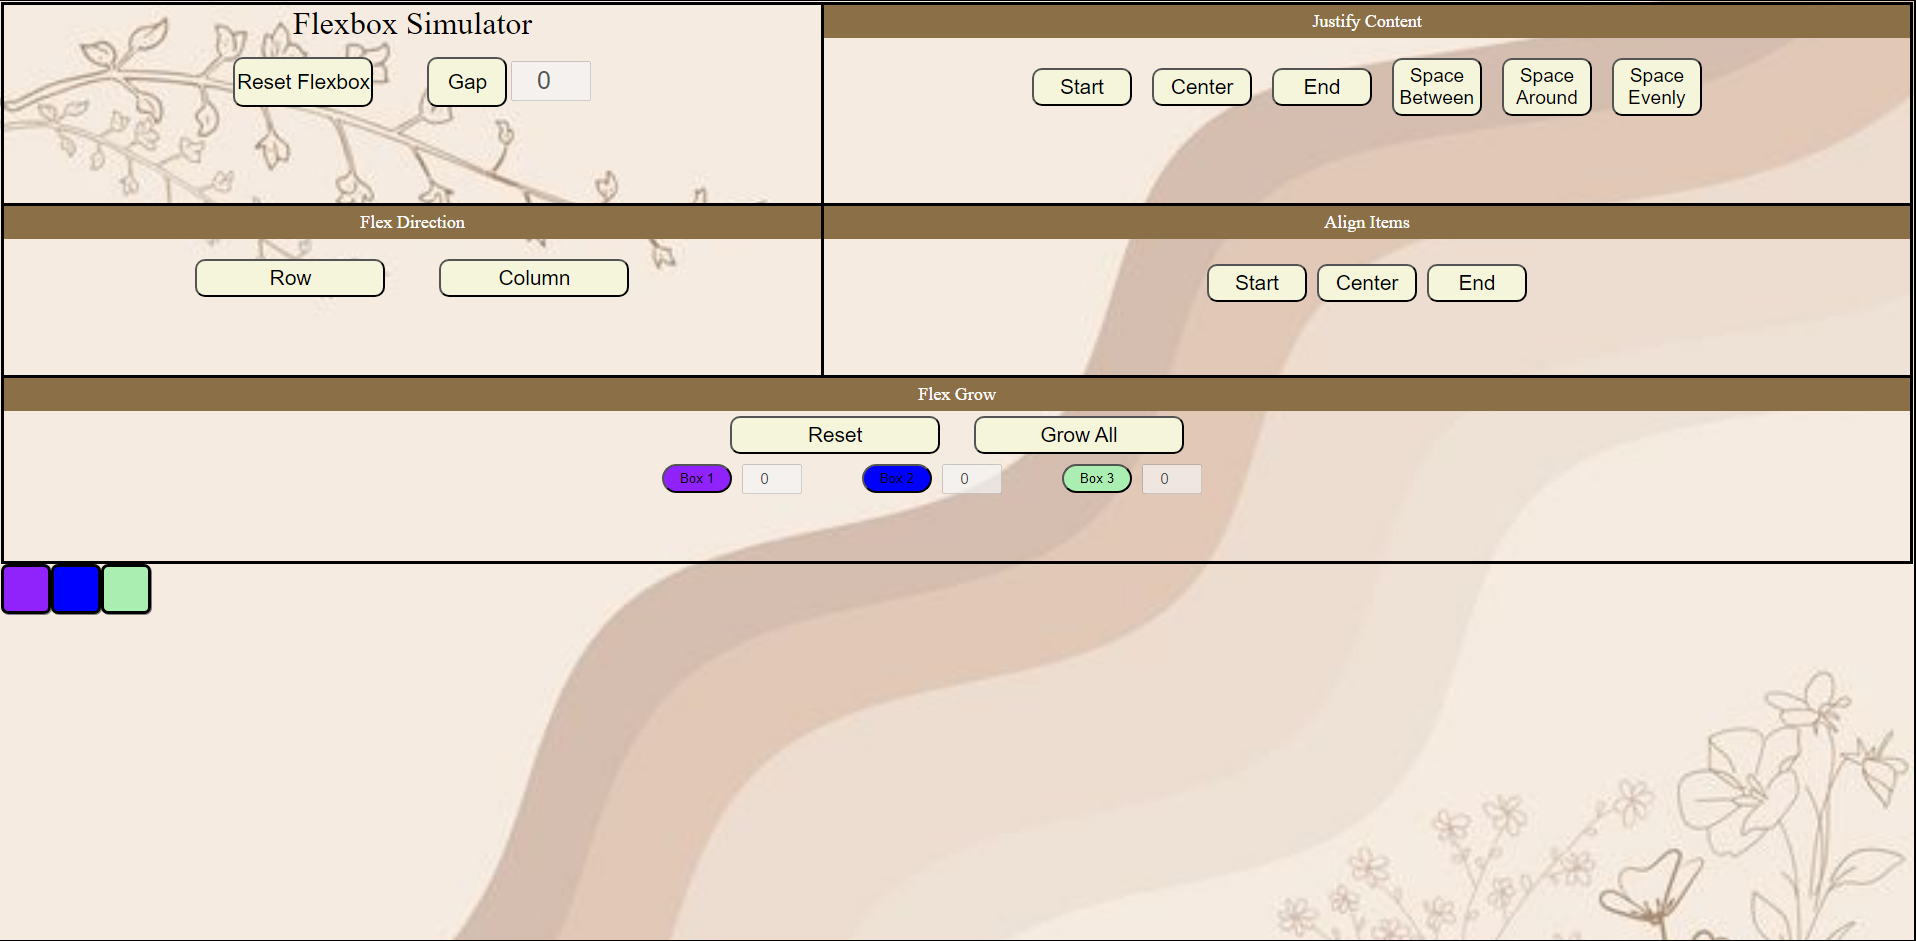 Flexbox Simulator
Reset Flexbox
Gap
0
Justify Content
Start
Center
End
Space
Between
Space
Around
Space
Evenly
Flex Direction
Row
Column
Align Items
Start
Center
End
Flex Grow
Reset
Grow All
Box 1
0
Box 2
0
Box 3
0